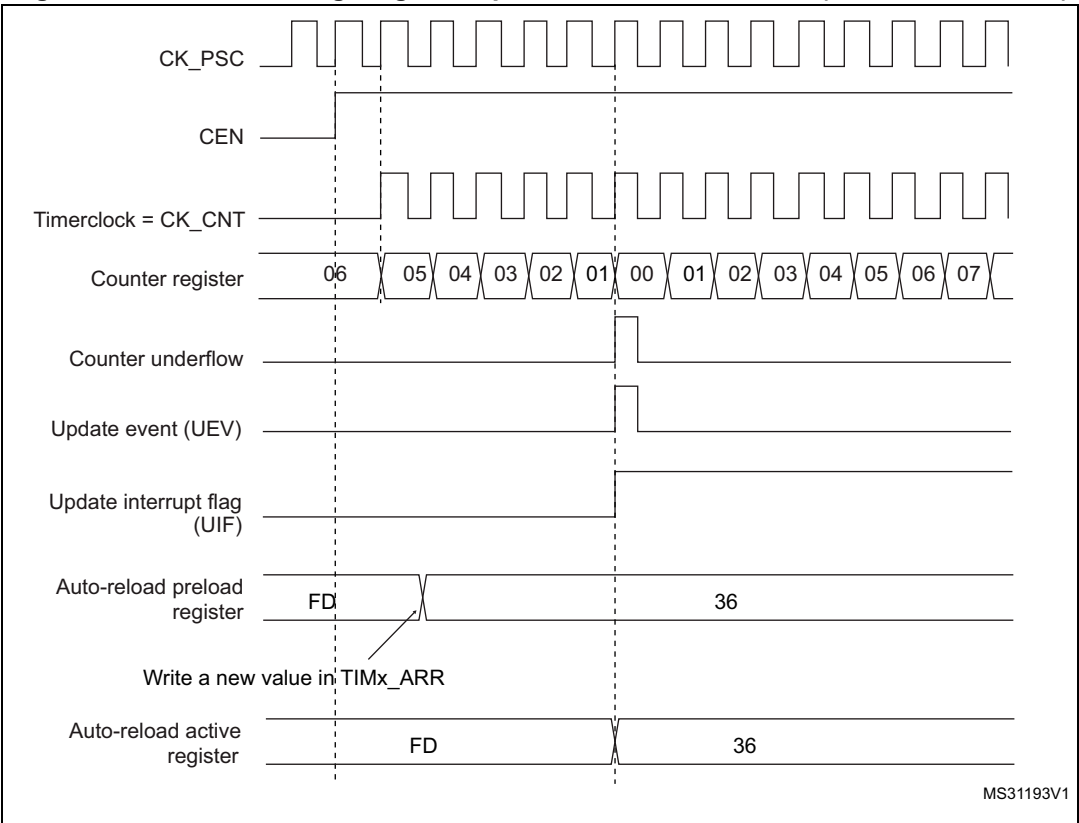 CK_PSC
CEN
Timerclock = CK_CNT
Counter register 06 05 04 03 02 01 00 01 02 03 04 05 06 07
Counter underflow
Update event (UEV)
Update interrupt flag
(UIF)
Auto-reload preload
register
FD 36
Write a new value in TIMx_ARR
Auto-reload active
register
FD 36
MS31193V1